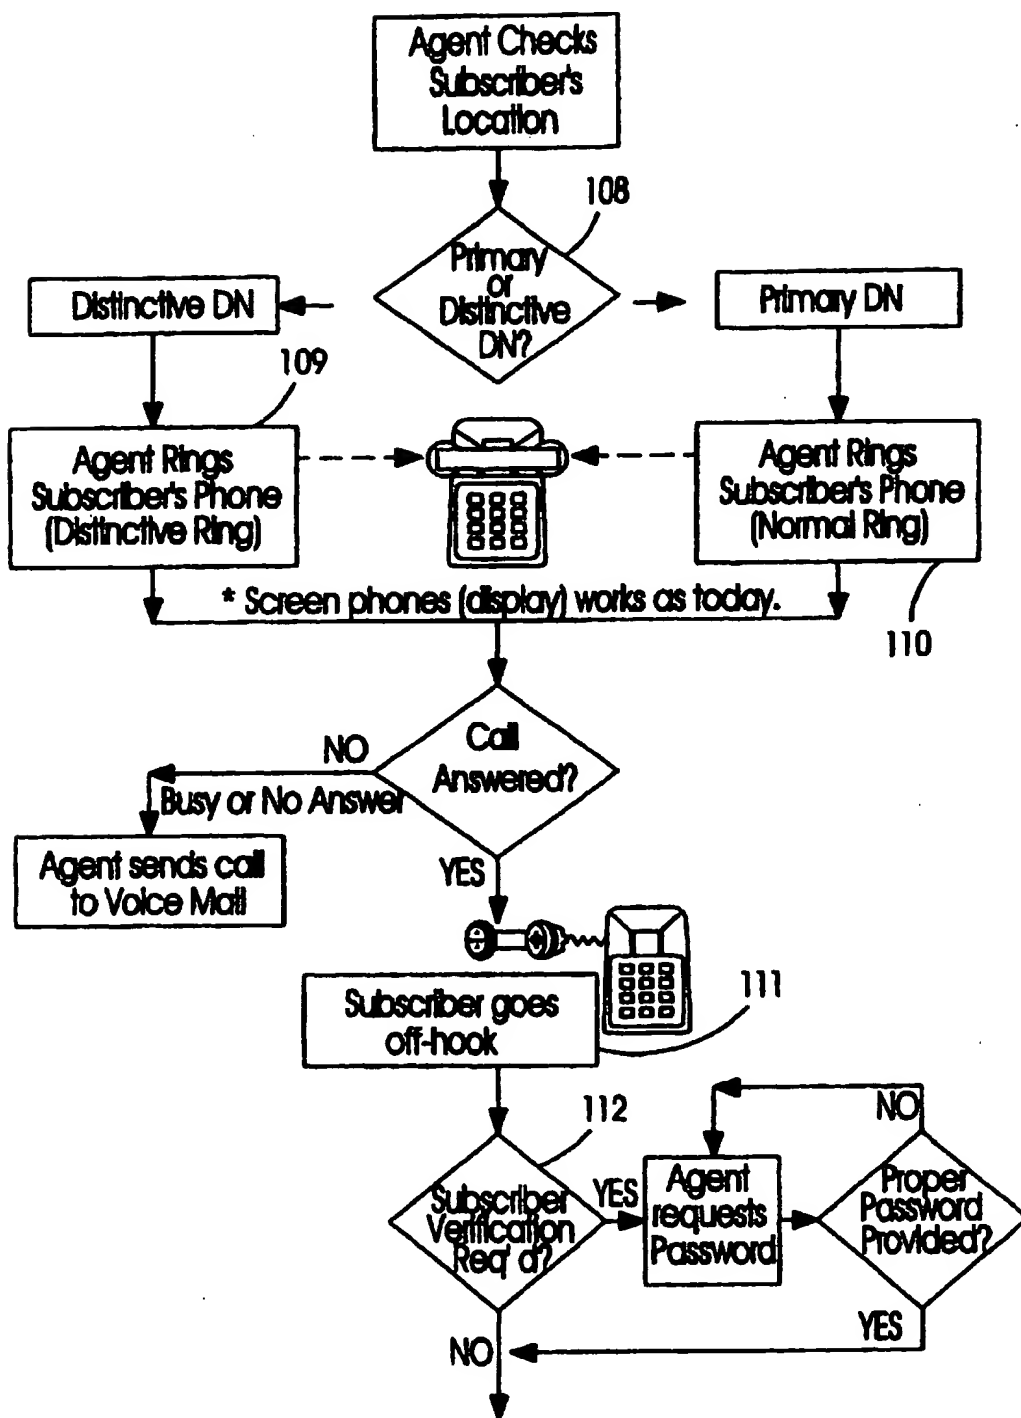 Agent Checks
Subscriber's
Location
108
Primary
or
Distinctive
DN?
Distinctive DN
Primary DN
109
Agent Rings
Subscriber's Phone
(Distinctive Ring)
Agent Rings
Subscriber's Phone
(Normal Ring)
* Screen phones (display) works as today.
110
Call
Answered?
NO
Busy or No Answer
Agent sends call
to Voice Mail
YES
Subscriber goes
off-hook
111
112
Subscriber
Verification
Req' d?
YES
Agent
requests
Password
Proper
Password
Provided?
NO
YES
NO